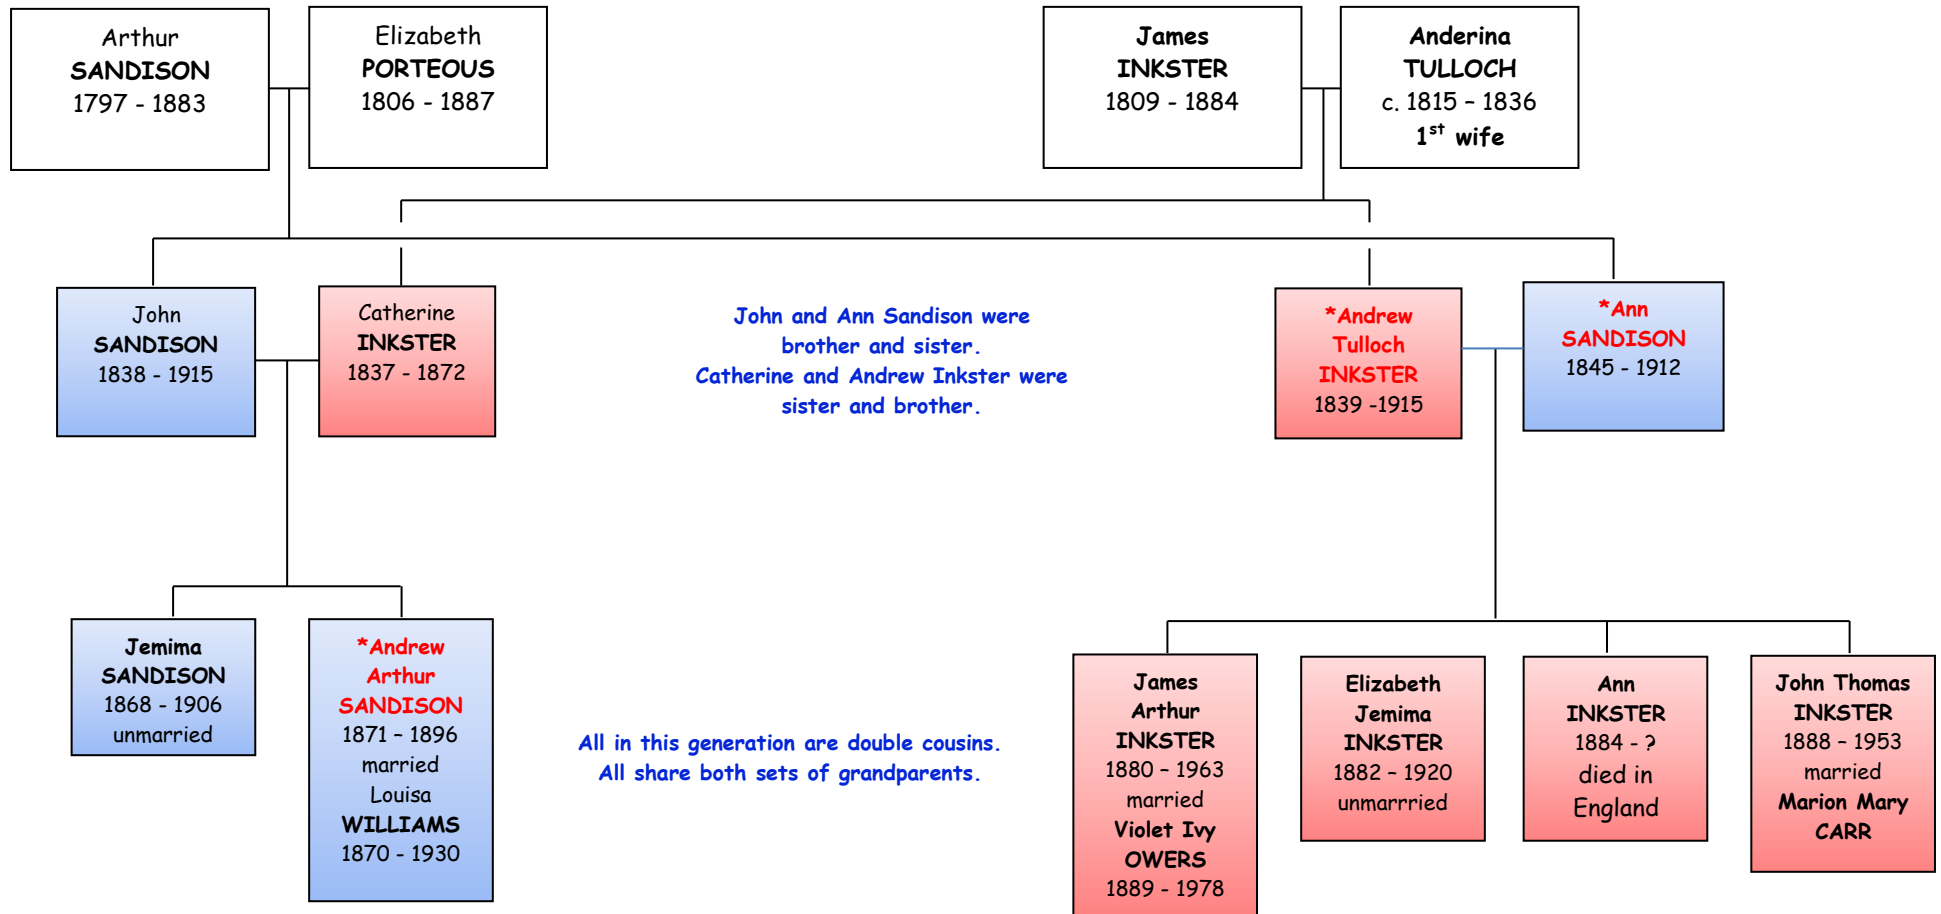 Arthur
SANDISON
1797 - 1883
Elizabeth
PORTEOUS
1806 - 1887
James
INKSTER
1809 - 1884
Anderina
TULLOCH
c. 1815 – 1836
1st wife
John
SANDISON
1838 - 1915
Catherine
INKSTER
1837 - 1872
John and Ann Sandison were
brother and sister.
Catherine and Andrew Inkster were
sister and brother.
*Andrew
Tulloch
INKSTER
1839 -1915
*Ann
SANDISON
1845 - 1912
Jemima
SANDISON
1868 - 1906
unmarried
*Andrew
Arthur
SANDISON
1871 – 1896
married
Louisa
WILLIAMS
1870 - 1930
All in this generation are double cousins.
All share both sets of grandparents.
James
Arthur
INKSTER
1880 – 1963
married
Violet Ivy
OWERS
1889 - 1978
Elizabeth
Jemima
INKSTER
1882 – 1920
unmarrried
Ann
INKSTER
1884 - ?
died in
England
John Thomas
INKSTER
1888 – 1953
married
Marion Mary
CARR